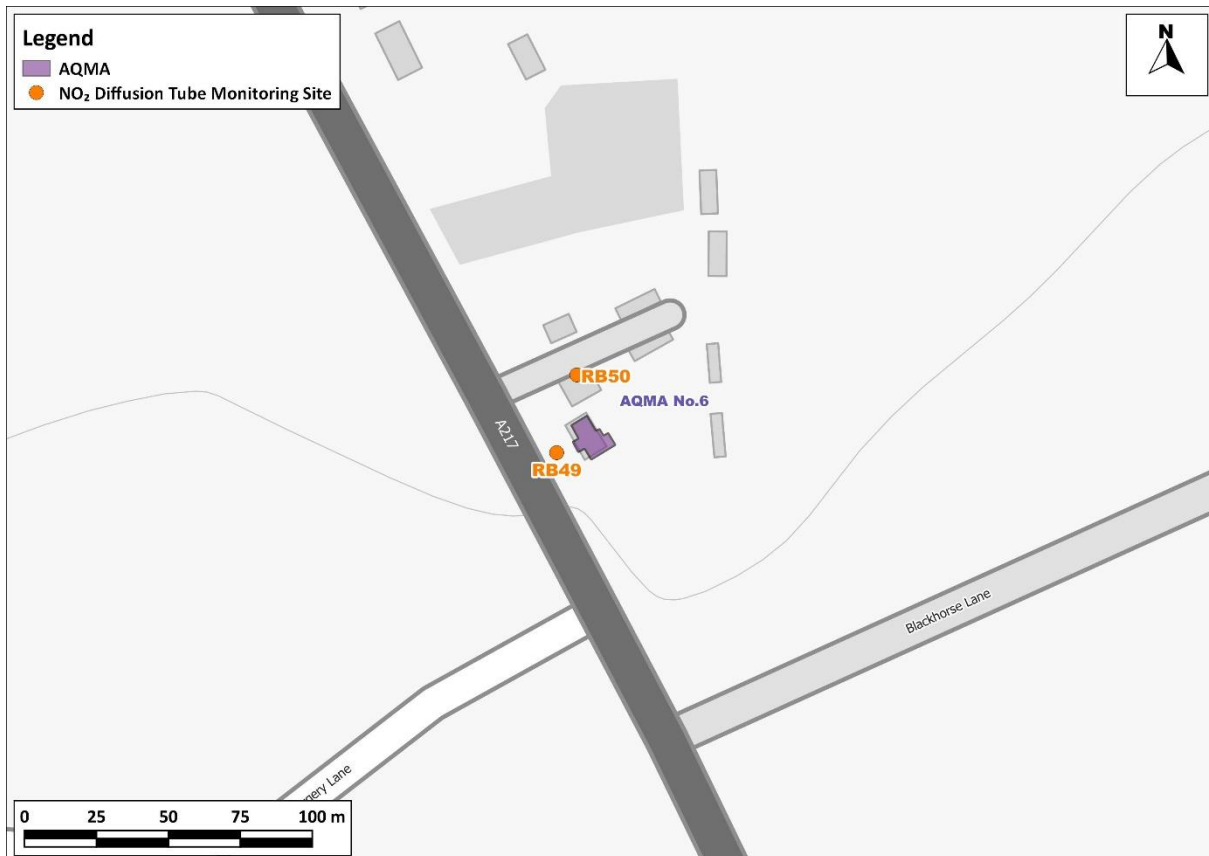 Legend
AQMA
NO₂ Diffusion Tube Monitoring Site
N
RB50
AQMA No.6
A217
RB49
Blackhorse Lane
Lane
0 25 50 75 100 m